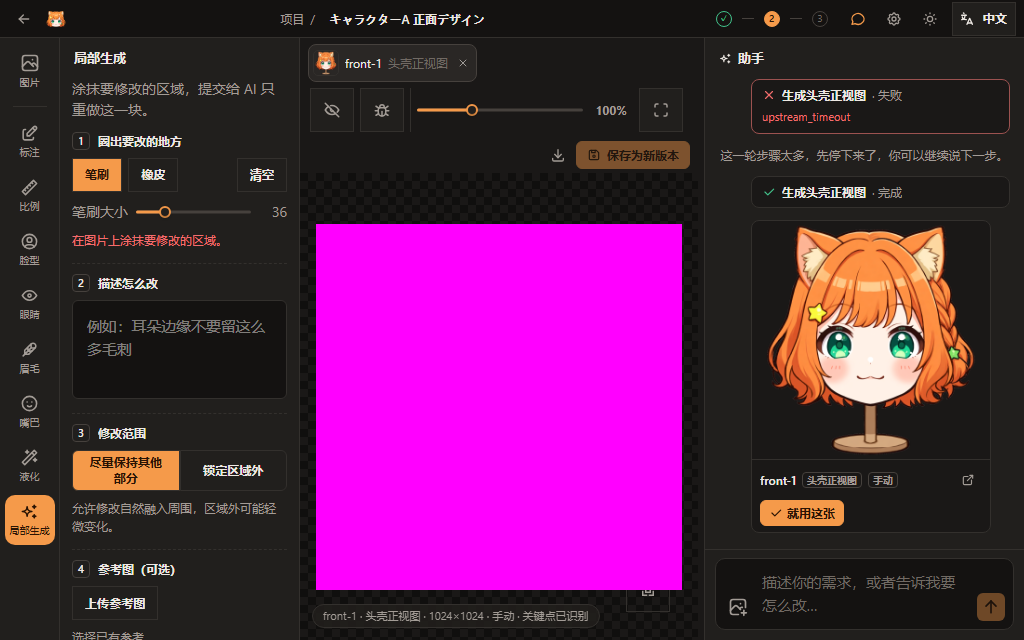 项目 / キャラクターA 正面デザイン
2
3
中文
图片
标注
比例
脸型
眼睛
眉毛
嘴巴
液化
局部生成
局部生成
涂抹要修改的区域，提交给 AI 只
重做这一块。
1 圈出要改的地方
笔刷 橡皮 清空
笔刷大小 36
在图片上涂抹要修改的区域。
2 描述怎么改
例如：耳朵边缘不要留这么
多毛刺
3 修改范围
尽量保持其他
部分
锁定区域外
允许修改自然融入周围，区域外可能轻
微变化。
4 参考图（可选）
上传参考图
选择已有参考
front-1 头壳正视图
100%
保存为新版本
front-1 · 头壳正视图 · 1024×1024 · 手动 · 关键点已识别
助手
生成头壳正视图 · 失败
upstream_timeout
这一轮步骤太多，先停下来了，你可以继续说下一步。
生成头壳正视图 · 完成
front-1 头壳正视图 手动
就用这张
描述你的需求，或者告诉我要
怎么改...